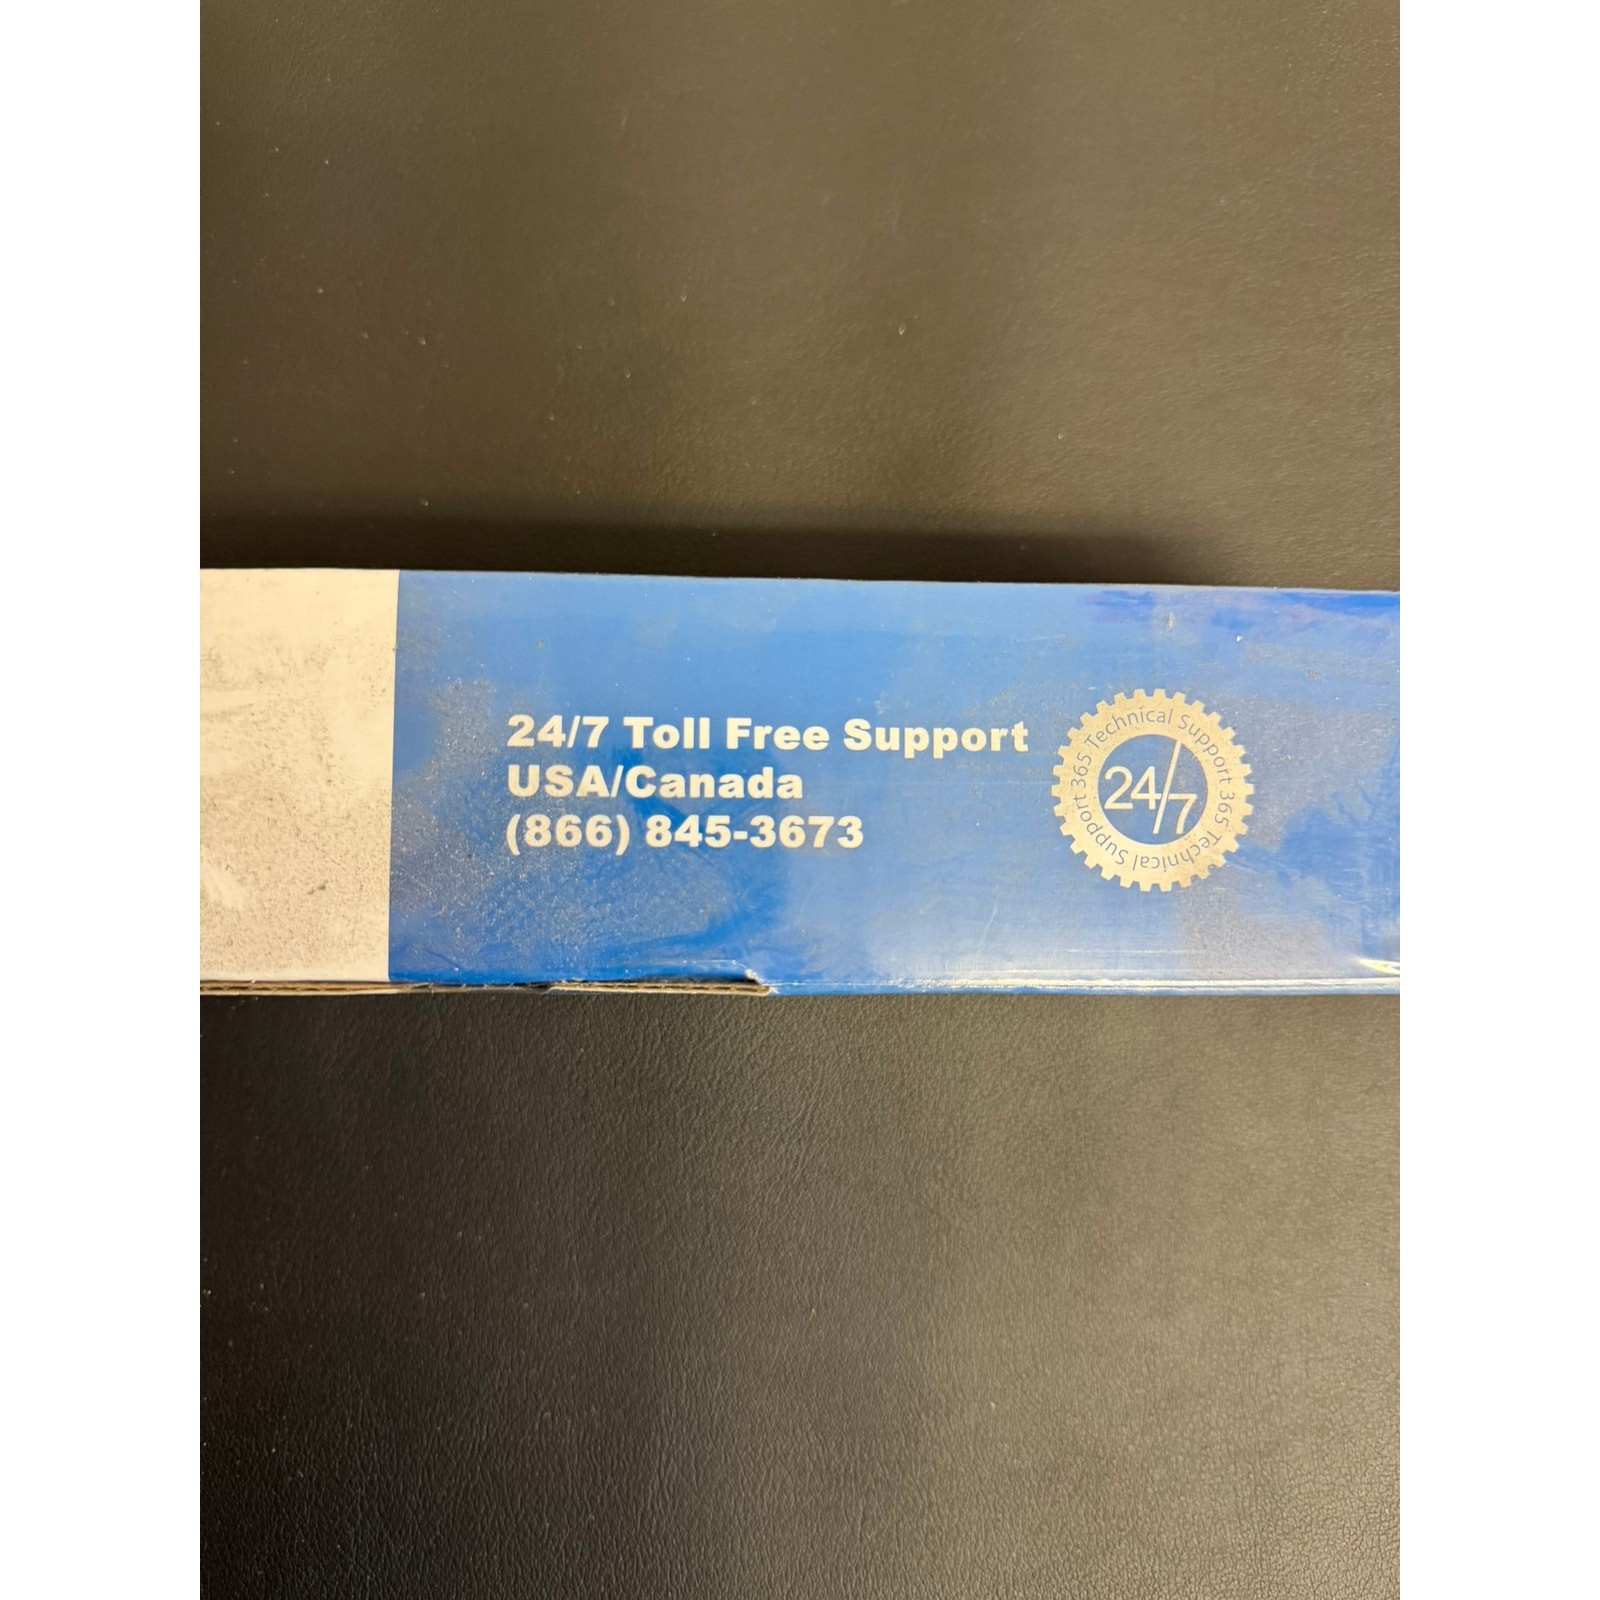 24/7 Toll Free Support
USA/Canada
(866) 845-3673
Technical Support 365 Technical Support 365
24/7